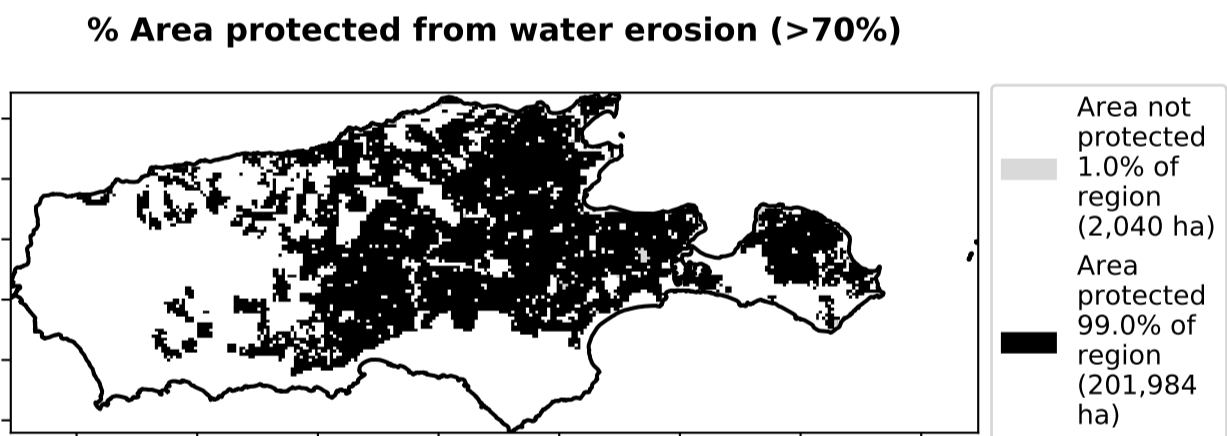 % Area protected from water erosion (>70%)
Area not
protected
1.0% of
region
(2,040 ha)
Area
protected
99.0% of
region
(201,984
ha)